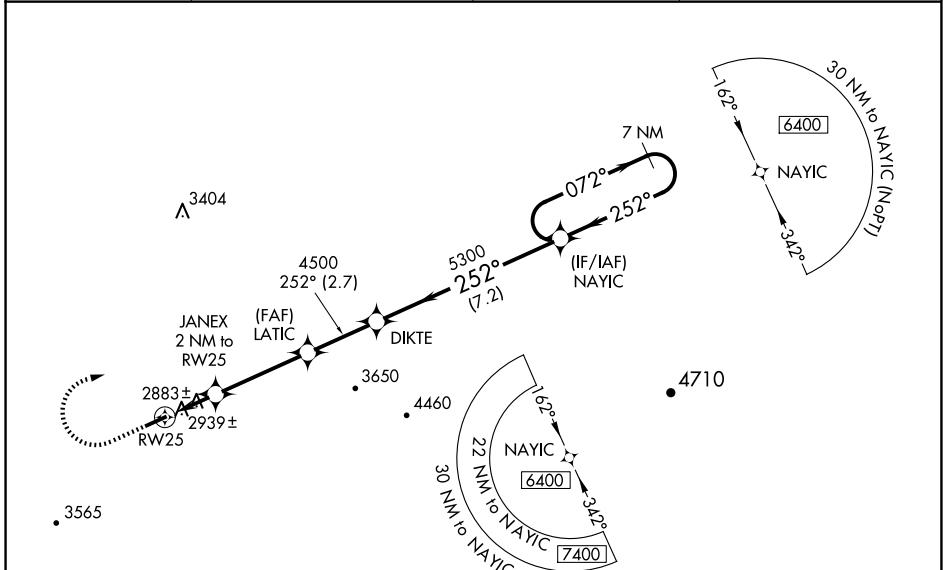 30 NM to NAYIC (NoPT)
162°
6400
NAYIC
342°
7 NM
072°
252°
3404
(IF/IAF)
NAYIC
5300
252°
(7.2)
4500
252° (2.7)
(FAF)
LATIC
DIKTE
JANEX
2 NM to
RW25
2883±
2939±
RW25
3650
4460
4710
3565
162°
NAYIC
6400
342°
22 NM to NAYIC
7400
30 NM to NAYIC